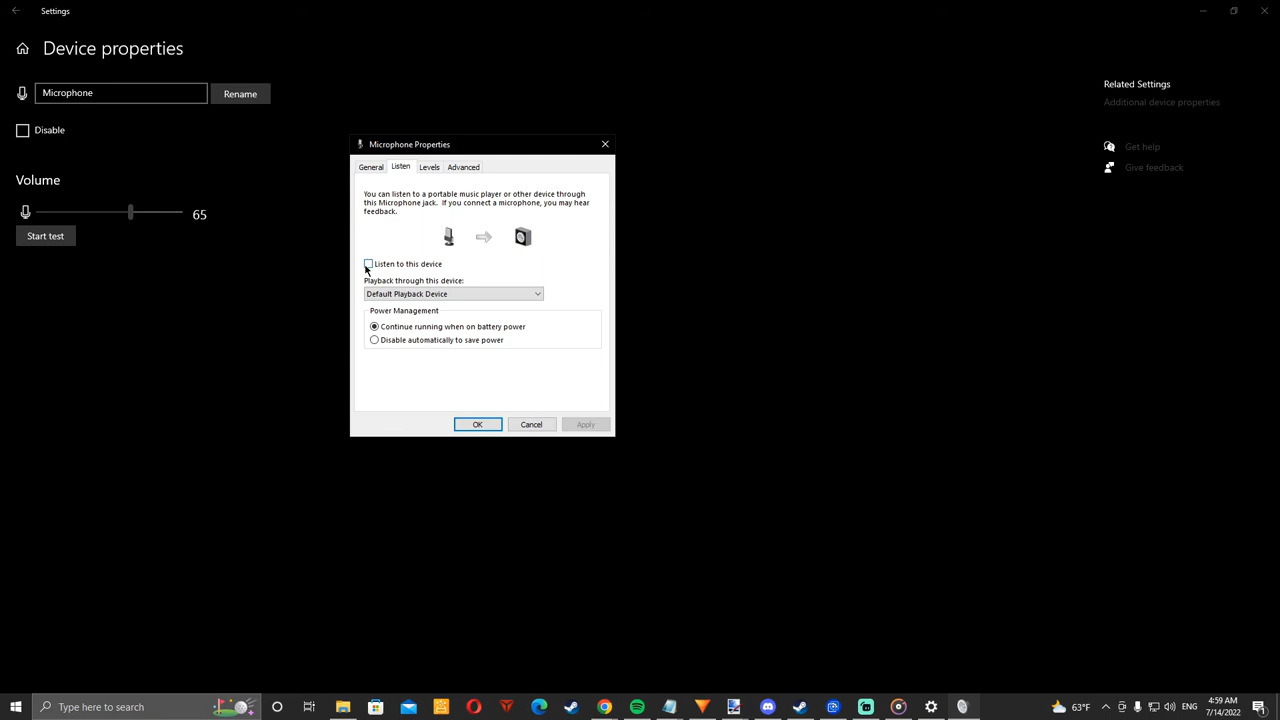 Settings
Device properties
Microphone
Rename
Disable
Volume
65
Start test
Related Settings
Additional device properties
Get help
Give feedback
Microphone Properties
General
Listen
Levels
Advanced
You can listen to a portable music player or other device through
this Microphone jack. If you connect a microphone, you may hear
feedback.
Listen to this device
Playback through this device:
Default Playback Device
Power Management
Continue running when on battery power
Disable automatically to save power
OK
Cancel
Apply
Type here to search
63°F
ENG
4:59 AM
7/14/2022